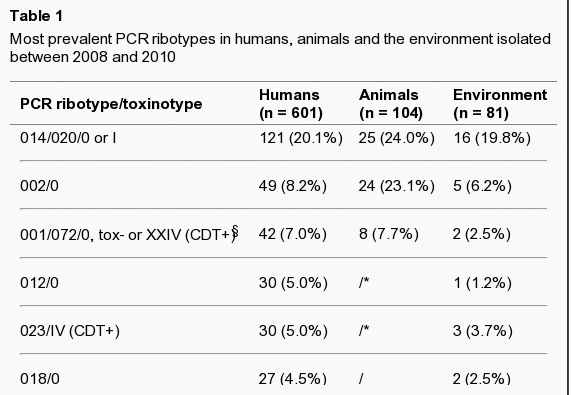 Table 1
Most prevalent PCR ribotypes in humans, animals and the environment isolated
between 2008 and 2010
PCR ribotype/toxinotype Humans (n = 601) Animals (n = 104) Environment (n = 81)
014/020/0 or I 121 (20.1%) 25 (24.0%) 16 (19.8%)
002/0 49 (8.2%) 24 (23.1%) 5 (6.2%)
001/072/0, tox- or XXIV (CDT+)§ 42 (7.0%) 8 (7.7%) 2 (2.5%)
012/0 30 (5.0%) /* 1 (1.2%)
023/IV (CDT+) 30 (5.0%) /* 3 (3.7%)
018/0 27 (4.5%) / 2 (2.5%)